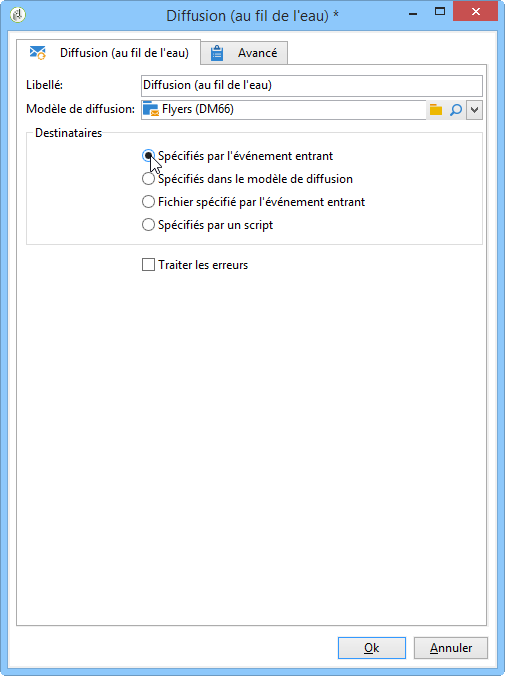 Diffusion (au fil de l'eau) *
Diffusion (au fil de l'eau) Avancé
Libellé: Diffusion (au fil de l'eau)
Modèle de diffusion: Flyers (DM66)
Destinataires
Spécifiés par l'événement entrant
Spécifiés dans le modèle de diffusion
Fichier spécifié par l'événement entrant
Spécifiés par un script
Traiter les erreurs
Ok Annuler